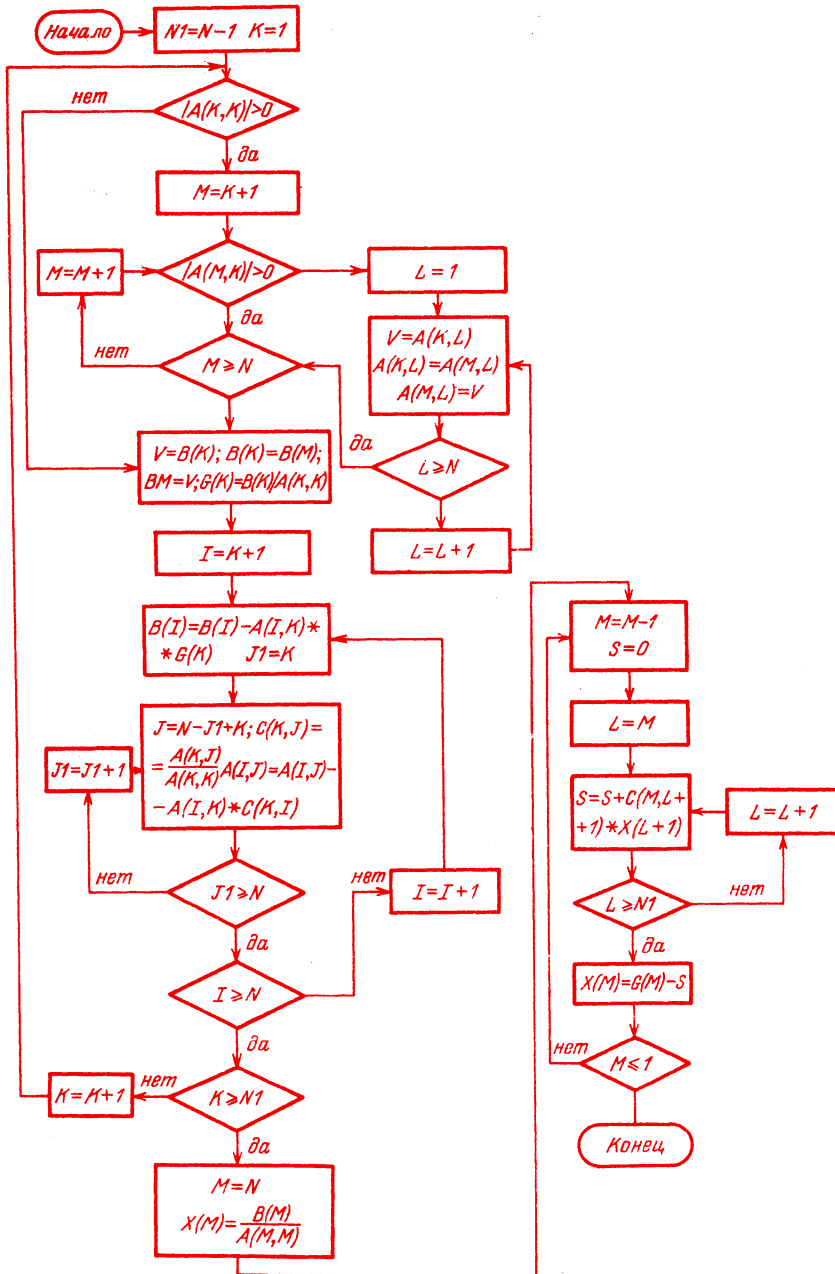 Начало
N1=N-1 K=1
нет
|A(K,K)|>0
да
M=K+1
M=M+1
|A(M,K)|>0
L=1
да
V=A(K,L)
A(K,L)=A(M,L)
A(M,L)=V
нет
M≥N
да
L≥N
V=B(K); B(K)=B(M);
BM=V;G(K)=B(K)/A(K,K)
L=L+1
I=K+1
B(I)=B(I)-A(I,K)*
*G(K) J1=K
J=N-J1+K; C(K,J)=
=A(K,J)/A(K,K) A(I,J)=A(I,J)-
-A(I,K)*C(K,I)
J1=J1+1
нет
J1≥N
нет
I=I+1
да
I≥N
да
K=K+1
нет
K≥N1
да
M=N
X(M)=B(M)/A(M,M)
M=M-1
S=0
L=M
S=S+C(M,L+
+1)*X(L+1)
L=L+1
L≥N1
нет
да
X(M)=G(M)-S
нет
M≤1
Конец